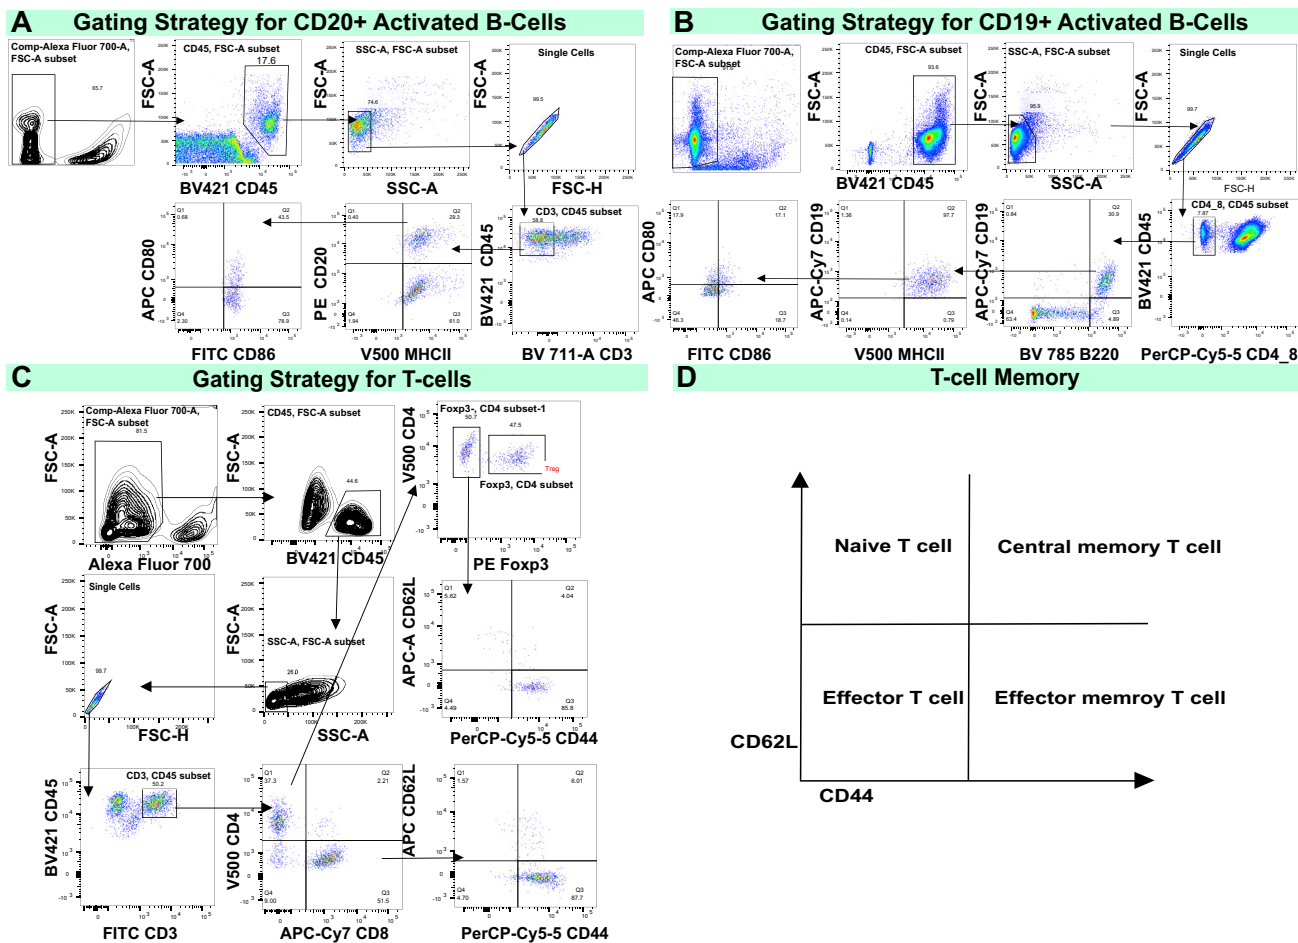 A
Gating Strategy for CD20+ Activated B-Cells
Comp-Alexa Fluor 700-A,
FSC-A subset
85.7
CD45, FSC-A subset
17.6
FSC-A
BV421 CD45
SSC-A, FSC-A subset
74.6
FSC-A
SSC-A
Single Cells
99.5
FSC-A
FSC-H
Q1
0.68
Q2
43.5
Q4
2.30
Q3
78.9
APC CD80
FITC CD86
Q1
0.40
Q2
29.3
Q4
1.94
Q3
61.0
PE CD20
V500 MHCII
CD3, CD45 subset
58.8
BV421 CD45
BV 711-A CD3
B
Gating Strategy for CD19+ Activated B-Cells
Comp-Alexa Fluor 700-A,
FSC-A subset
CD45, FSC-A subset
93.6
FSC-A
BV421 CD45
SSC-A, FSC-A subset
95.9
FSC-A
SSC-A
Single Cells
99.7
FSC-A
FSC-H
Q1
17.9
Q2
17.1
Q4
46.3
Q3
18.7
APC CD80
FITC CD86
Q1
1.36
Q2
97.7
Q4
0.14
Q3
0.79
APC-Cy7 CD19
V500 MHCII
Q1
0.84
Q2
30.9
Q4
63.4
Q3
4.89
APC-Cy7 CD19
BV 785 B220
CD4_8, CD45 subset
7.87
BV421 CD45
PerCP-Cy5-5 CD4_8
C
Gating Strategy for T-cells
Comp-Alexa Fluor 700-A,
FSC-A subset
81.5
FSC-A
Alexa Fluor 700
CD45, FSC-A subset
44.6
FSC-A
BV421 CD45
Foxp3-, CD4 subset-1
50.7
47.5
Treg
Foxp3, CD4 subset
V500 CD4
PE Foxp3
Single Cells
99.7
FSC-A
FSC-H
SSC-A, FSC-A subset
26.0
FSC-A
SSC-A
Q1
5.62
Q2
4.04
Q4
4.49
Q3
85.8
APC-A CD62L
PerCP-Cy5-5 CD44
CD3, CD45 subset
50.2
BV421 CD45
FITC CD3
Q1
37.3
Q2
2.21
Q4
9.00
Q3
51.5
V500 CD4
APC-Cy7 CD8
Q1
1.57
Q2
6.01
Q4
4.70
Q3
87.7
APC CD62L
PerCP-Cy5-5 CD44
D
T-cell Memory
Naive T cell
Central memory T cell
Effector T cell
Effector memroy T cell
CD62L
CD44